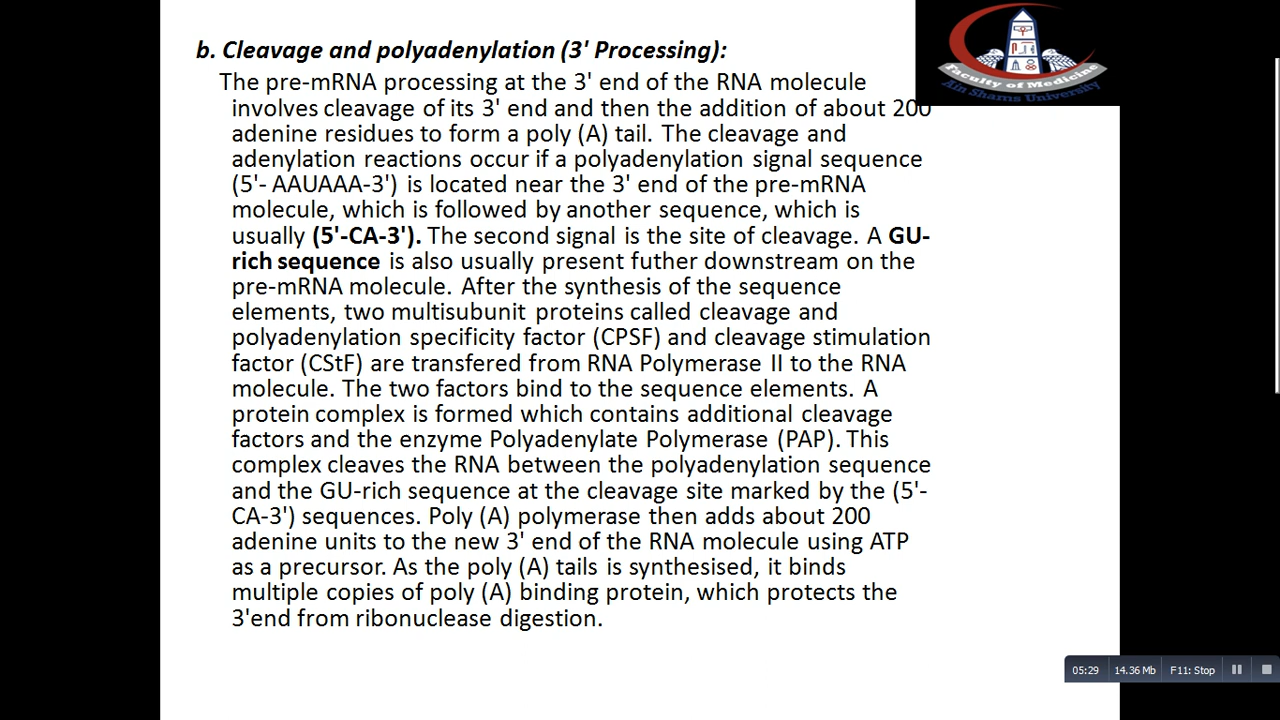 b. Cleavage and polyadenylation (3' Processing):
The pre-mRNA processing at the 3' end of the RNA molecule
involves cleavage of its 3' end and then the addition of about 200
adenine residues to form a poly (A) tail. The cleavage and
adenylation reactions occur if a polyadenylation signal sequence
(5'- AAUAAA-3') is located near the 3' end of the pre-mRNA
molecule, which is followed by another sequence, which is
usually (5'-CA-3'). The second signal is the site of cleavage. A GU-
rich sequence is also usually present futher downstream on the
pre-mRNA molecule. After the synthesis of the sequence
elements, two multisubunit proteins called cleavage and
polyadenylation specificity factor (CPSF) and cleavage stimulation
factor (CStF) are transfered from RNA Polymerase II to the RNA
molecule. The two factors bind to the sequence elements. A
protein complex is formed which contains additional cleavage
factors and the enzyme Polyadenylate Polymerase (PAP). This
complex cleaves the RNA between the polyadenylation sequence
and the GU-rich sequence at the cleavage site marked by the (5'-
CA-3') sequences. Poly (A) polymerase then adds about 200
adenine units to the new 3' end of the RNA molecule using ATP
as a precursor. As the poly (A) tails is synthesised, it binds
multiple copies of poly (A) binding protein, which protects the
3'end from ribonuclease digestion.
Faculty of Medicine
Ain Shams University
05:29 14.36 Mb F11: Stop